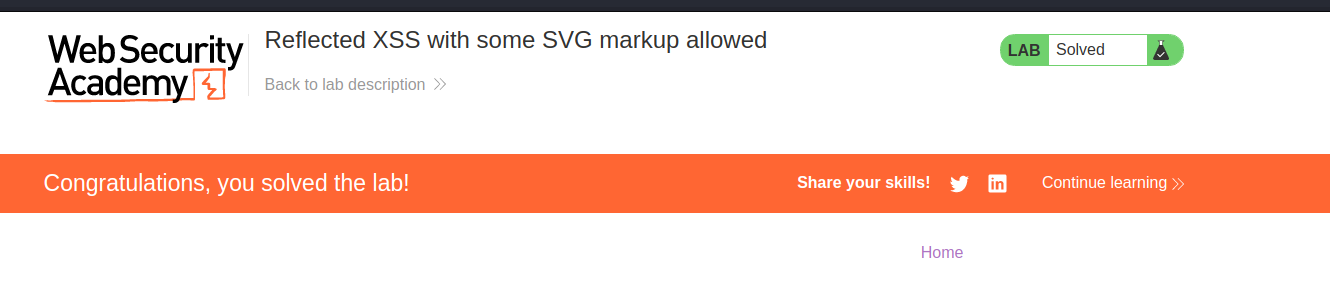 Web Security
Academy
Reflected XSS with some SVG markup allowed
Back to lab description
LAB Solved
Congratulations, you solved the lab!
Share your skills!
Continue learning
Home